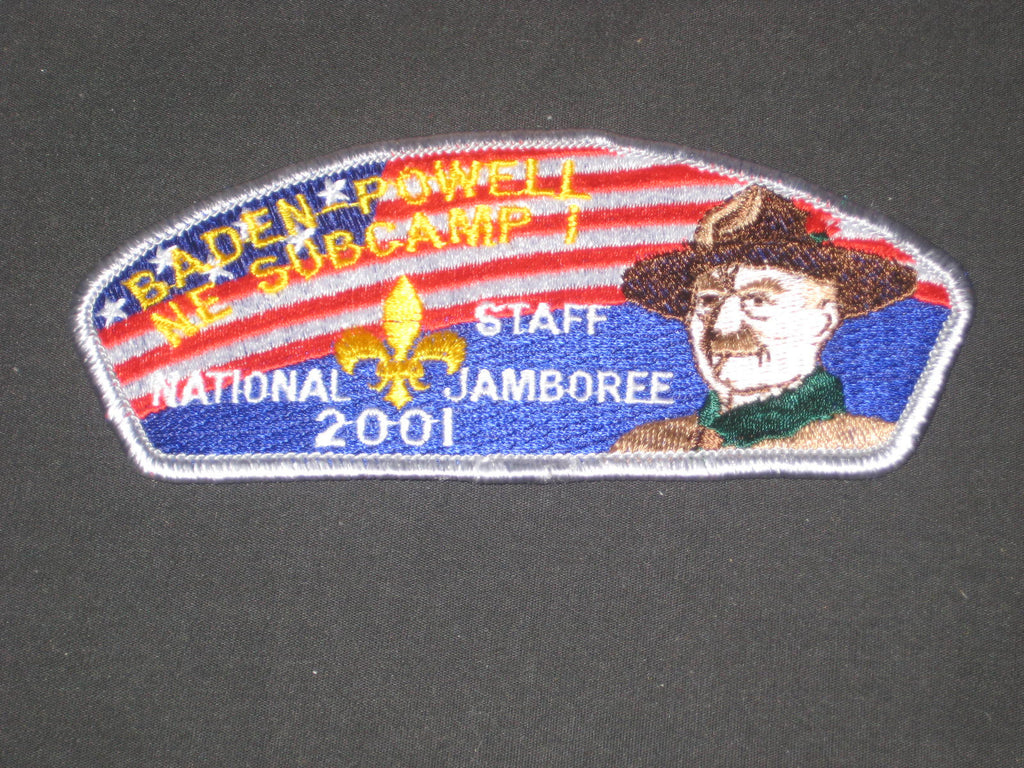 BADEN-POWELL
NE SUBCAMP 1
STAFF
NATIONAL JAMBOREE
2001